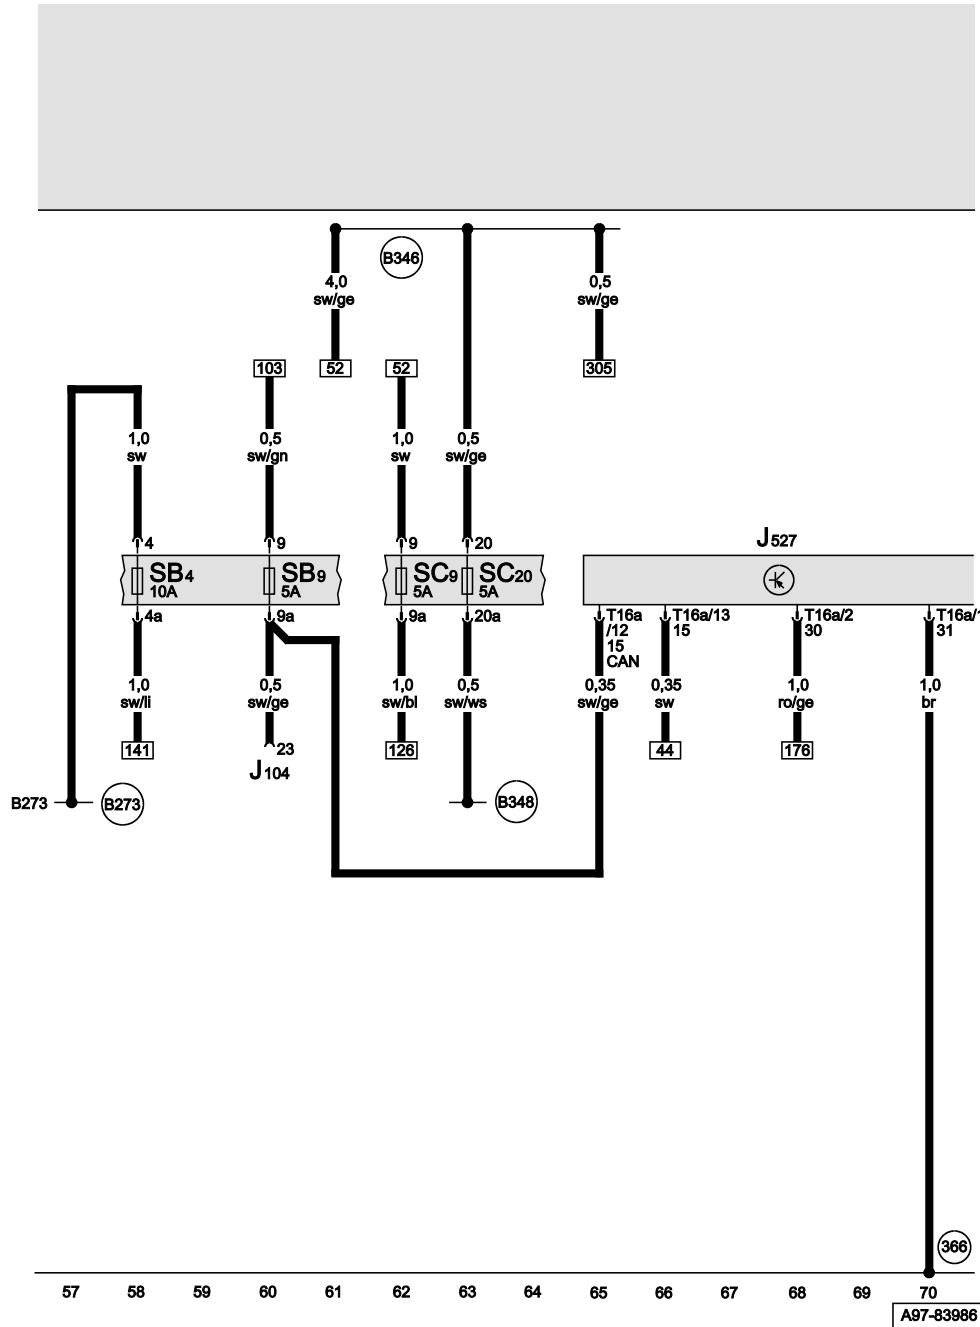 B346
4,0
sw/ge
0,5
sw/ge
103
52
52
305
1,0
sw
0,5
sw/gn
1,0
sw
0,5
sw/ge
4
9
9
20
J527
SB4
10A
SB9
5A
SC9
5A
SC20
5A
4a
9a
9a
20a
T16a
/12
15
CAN
T16a/13
15
T16a/2
30
31
1,0
sw/li
0,5
sw/ge
1,0
sw/bl
0,5
sw/ws
0,35
sw/ge
0,35
sw
1,0
ro/ge
1,0
br
141
23
J104
126
44
176
B273
B273
B348
366
57 58 59 60 61 62 63 64 65 66 67 68 69 70
A97-83986